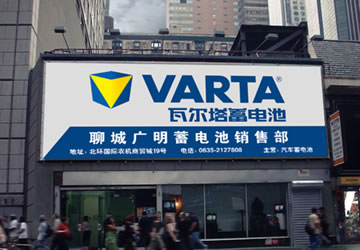 VARTA®
瓦尔塔蓄电池
聊城广明蓄电池销售部
地址：北环国际农机商贸城19号 电话：0635-2127808 主营：汽车蓄电池